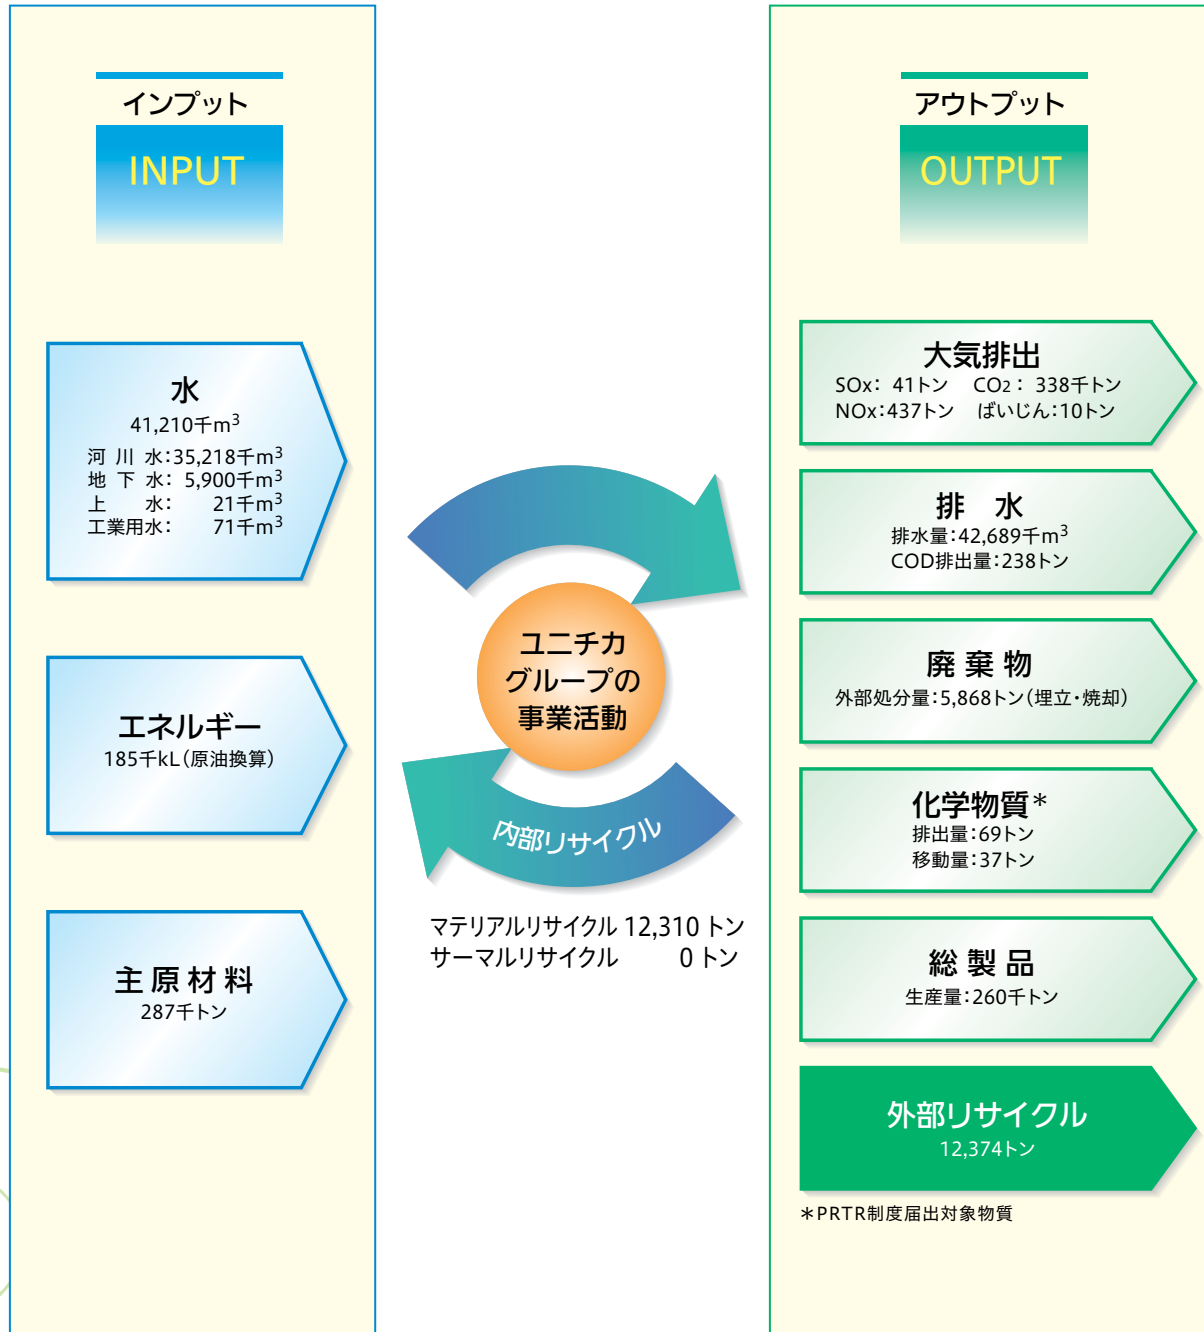 インプット
INPUT
水
41,210千m³
河川水:35,218千m³
地下水: 5,900千m³
上水: 21千m³
工業用水: 71千m³
エネルギー
185千kL(原油換算)
主原材料
287千トン
ユニチカ
グループの
事業活動
内部リサイクル
マテリアルリサイクル 12,310 トン
サーマルリサイクル 0 トン
アウトプット
OUTPUT
大気排出
SOx: 41トン CO₂: 338千トン
NOx:437トン ばいじん:10トン
排水
排水量:42,689千m³
COD排出量:238トン
廃棄物
外部処分量:5,868トン(埋立・焼却)
化学物質*
排出量:69トン
移動量:37トン
総製品
生産量:260千トン
外部リサイクル
12,374トン
*PRTR制度届出対象物質